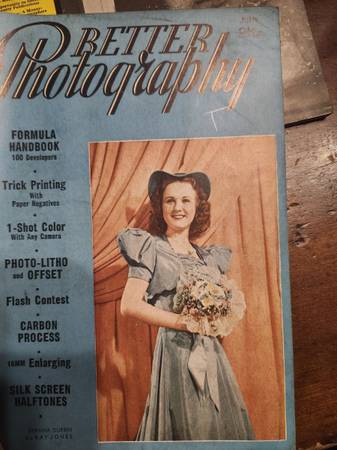 BETTER
Photography
FORMULA
HANDBOOK
100 Developers
Trick Printing
With
Paper Negatives
1-Shot Color
With Any Camera
PHOTO-LITHO
and OFFSET
Flash Contest
CARBON
PROCESS
16MM Enlarging
SILK SCREEN
HALFTONES